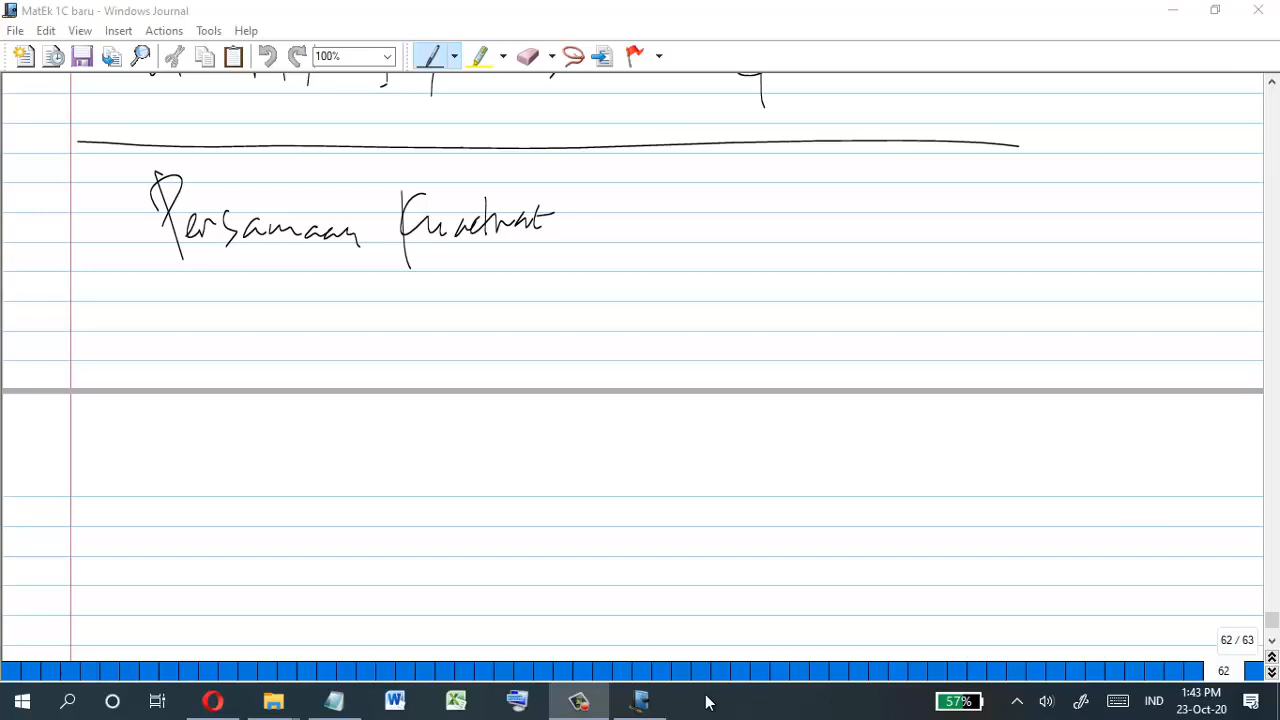 MatEk 1C baru - Windows Journal
File Edit View Insert Actions Tools Help
100%
Persamaan Kuadrat
62 / 63
62
57%
IND
1:43 PM
23-Oct-20